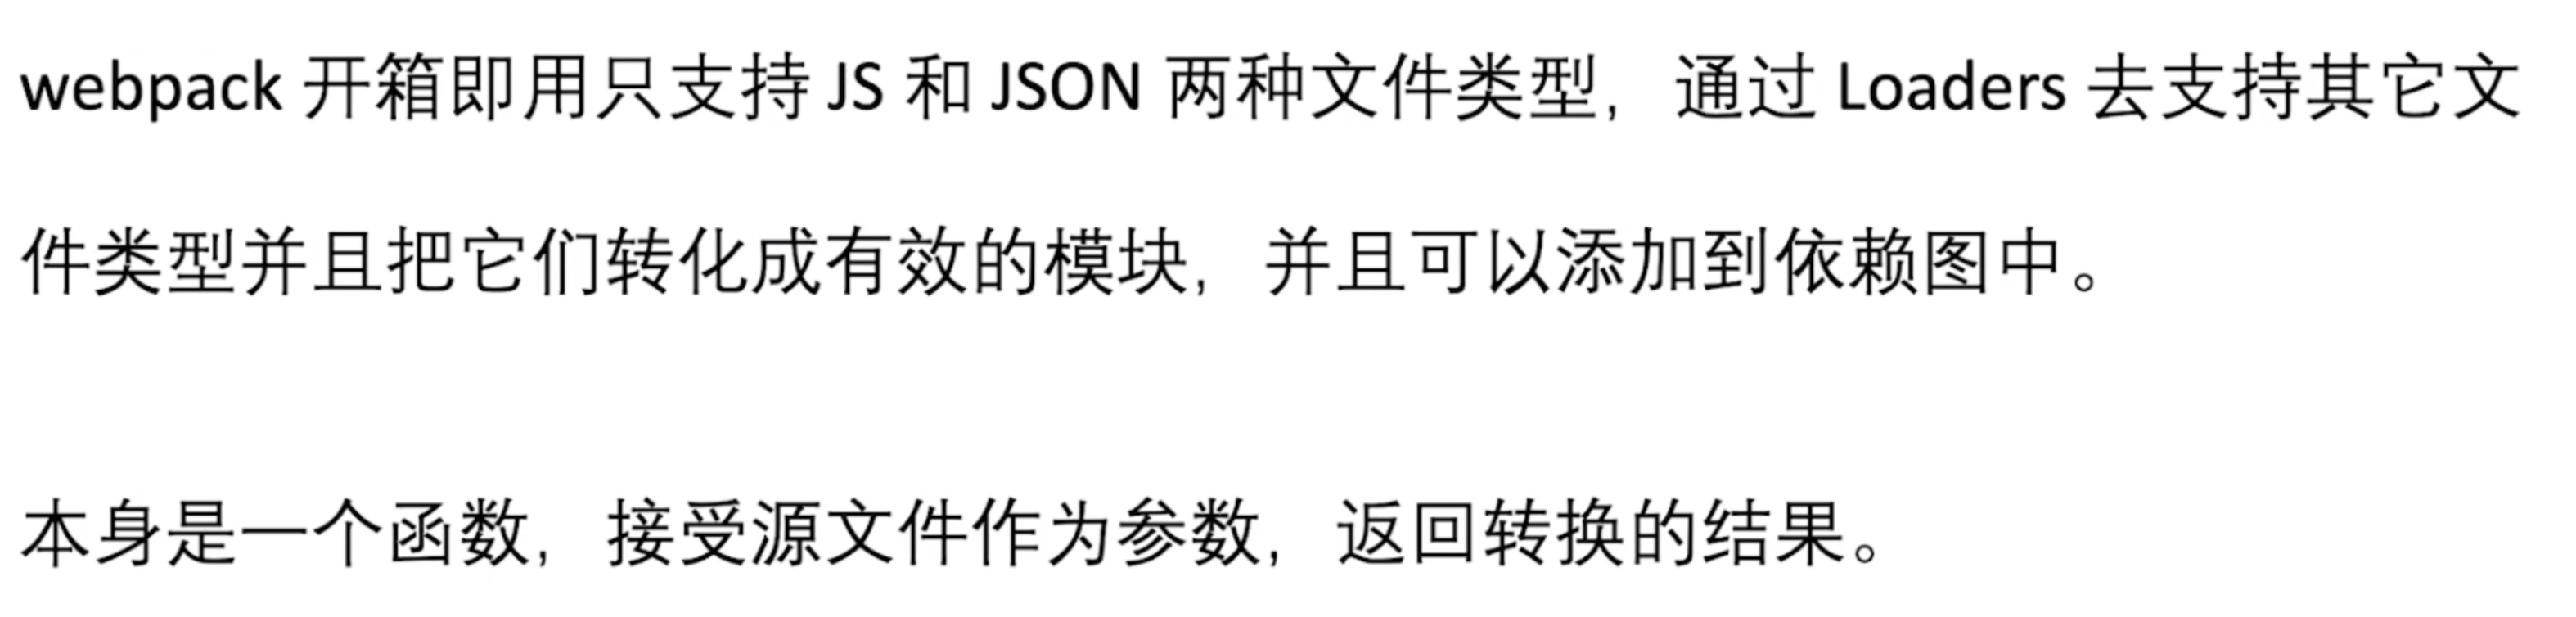 webpack 开箱即用只支持 JS 和 JSON 两种文件类型，通过 Loaders 去支持其它文
件类型并且把它们转化成有效的模块，并且可以添加到依赖图中。
本身是一个函数，接受源文件作为参数，返回转换的结果。